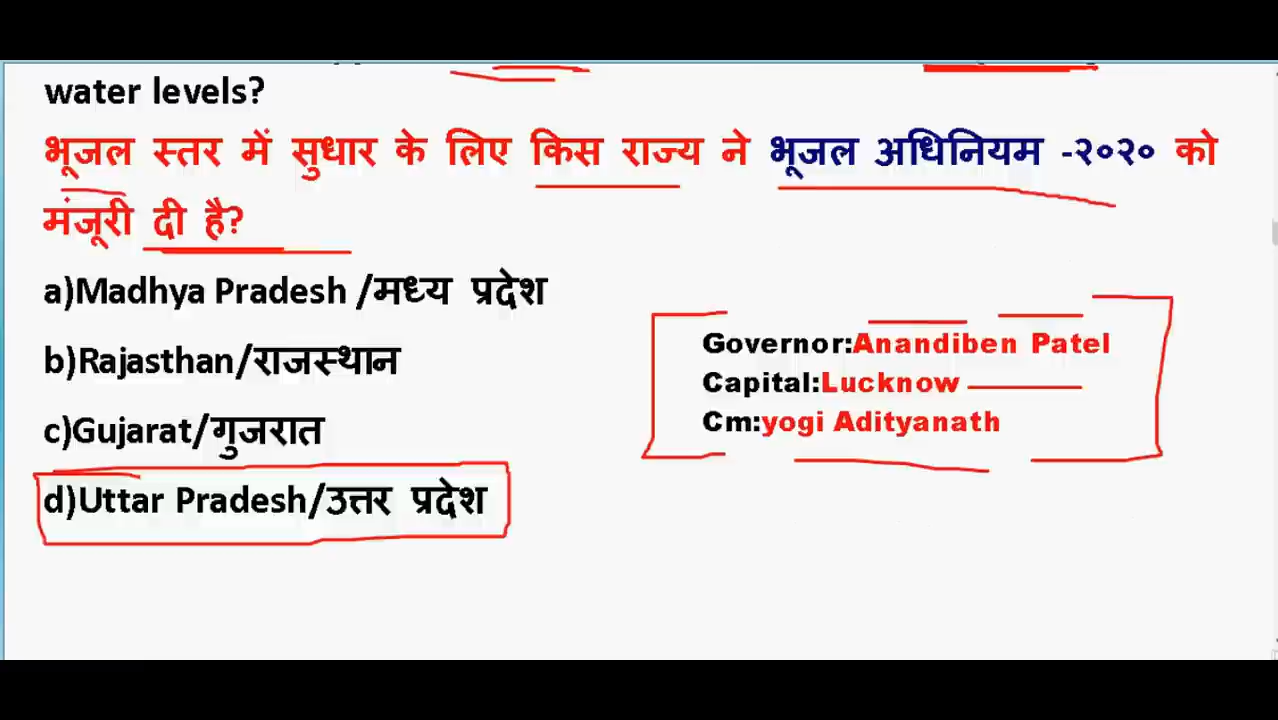 water levels?
भूजल स्तर में सुधार के लिए किस राज्य ने भूजल अधिनियम -२०२० को
मंजूरी दी है?
a)Madhya Pradesh /मध्य प्रदेश
b)Rajasthan/राजस्थान
c)Gujarat/गुजरात
d)Uttar Pradesh/उत्तर प्रदेश
Governor:Anandiben Patel
Capital:Lucknow
Cm:yogi Adityanath